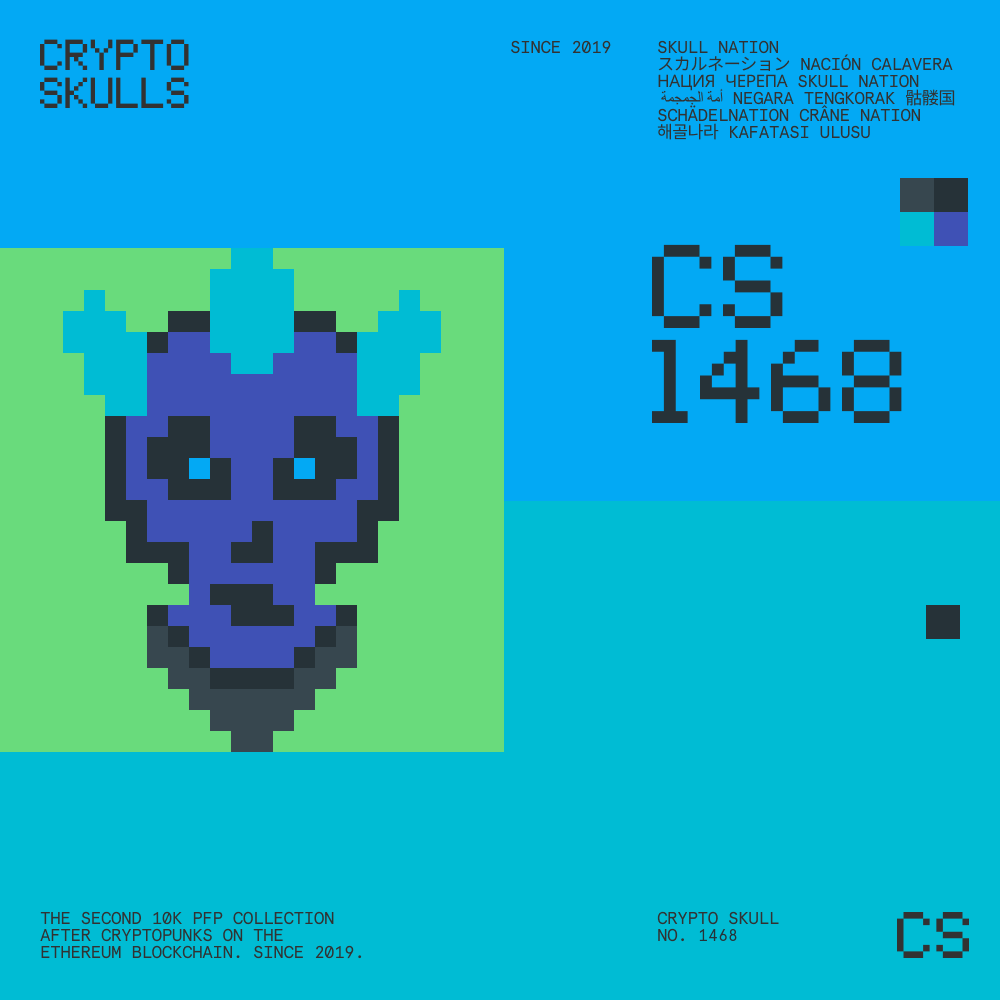 CRYPTO
SKULLS
SINCE 2019
SKULL NATION
スカルネーション NACIÓN CALAVERA
НАЦИЯ ЧЕРЕПА SKULL NATION
أمة الجمجمة NEGARA TENGKORAK 骷髅国
SCHÄDELNATION CRÂNE NATION
해골나라 KAFATASI ULUSU
CS
1468
THE SECOND 10K PFP COLLECTION
AFTER CRYPTOPUNKS ON THE
ETHEREUM BLOCKCHAIN. SINCE 2019.
CRYPTO SKULL
NO. 1468
CS